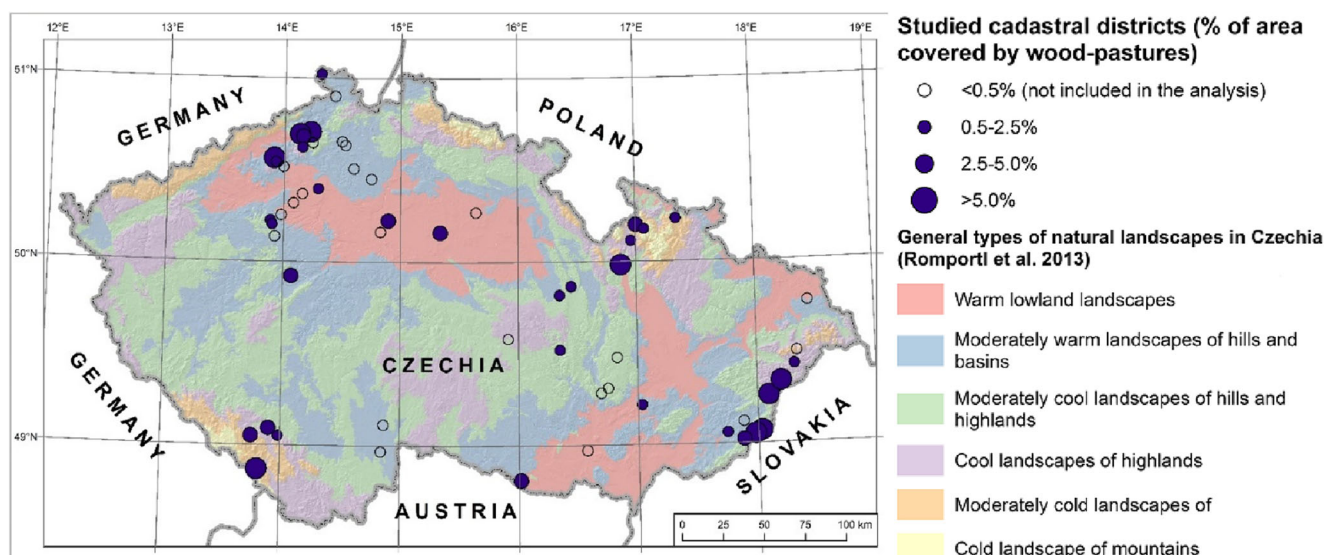 12°E 13°E 14°E 15°E 16°E 17°E 18°E 19°E
51°N
50°N
49°N
GERMANY
POLAND
CZECHIA
GERMANY
SLOVAKIA
AUSTRIA
0 25 50 75 100 km
Studied cadastral districts (% of area
covered by wood-pastures)
<0.5% (not included in the analysis)
0.5-2.5%
2.5-5.0%
>5.0%
General types of natural landscapes in Czechia
(Romportl et al. 2013)
Warm lowland landscapes
Moderately warm landscapes of hills and
basins
Moderately cool landscapes of hills and
highlands
Cool landscapes of highlands
Moderately cold landscapes of
Cold landscape of mountains